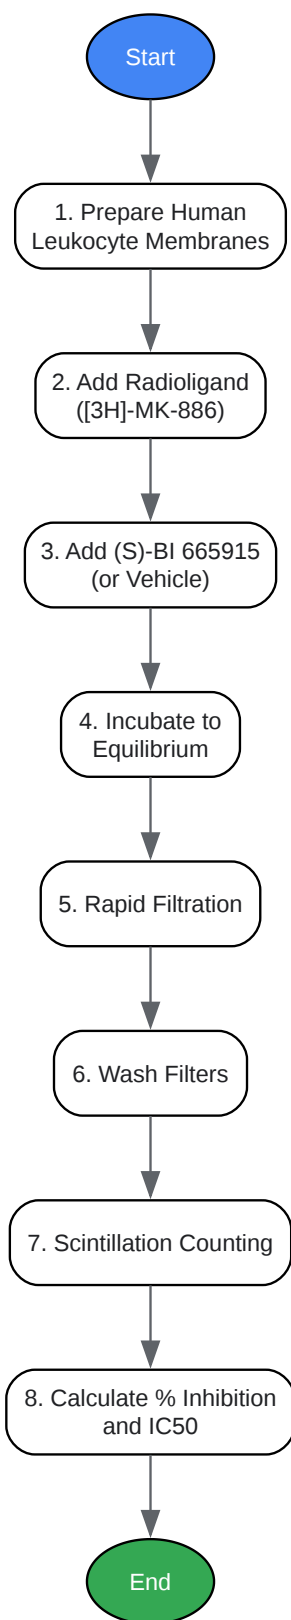 Start
1. Prepare Human
Leukocyte Membranes
2. Add Radioligand
([3H]-MK-886)
3. Add (S)-BI 665915
(or Vehicle)
4. Incubate to
Equilibrium
5. Rapid Filtration
6. Wash Filters
7. Scintillation Counting
8. Calculate % Inhibition
and IC50
End